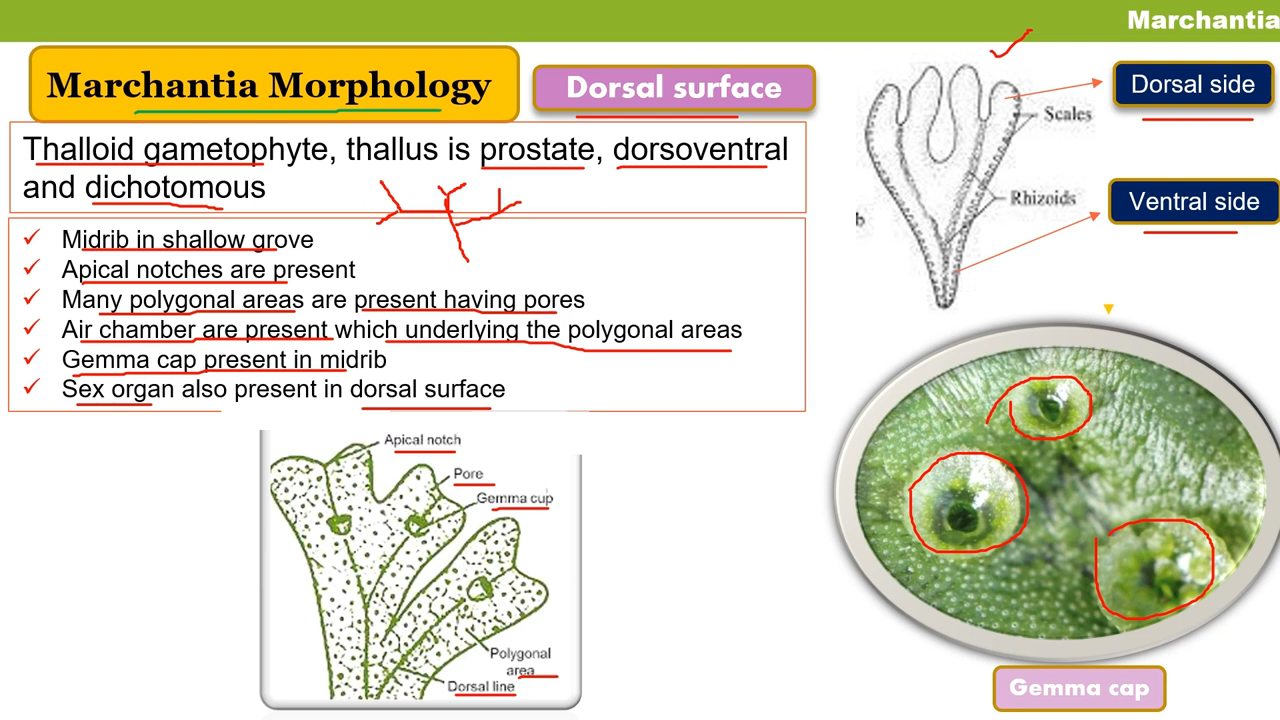 Marchantia
Marchantia Morphology
Dorsal surface
Thalloid gametophyte, thallus is prostate, dorsoventral
and dichotomous
Midrib in shallow grove
Apical notches are present
Many polygonal areas are present having pores
Air chamber are present which underlying the polygonal areas
Gemma cap present in midrib
Sex organ also present in dorsal surface
Dorsal side
Scales
Rhizoids
Ventral side
b
Apical notch
Pore
Gemma cup
Polygonal
area
Dorsal line
Gemma cap